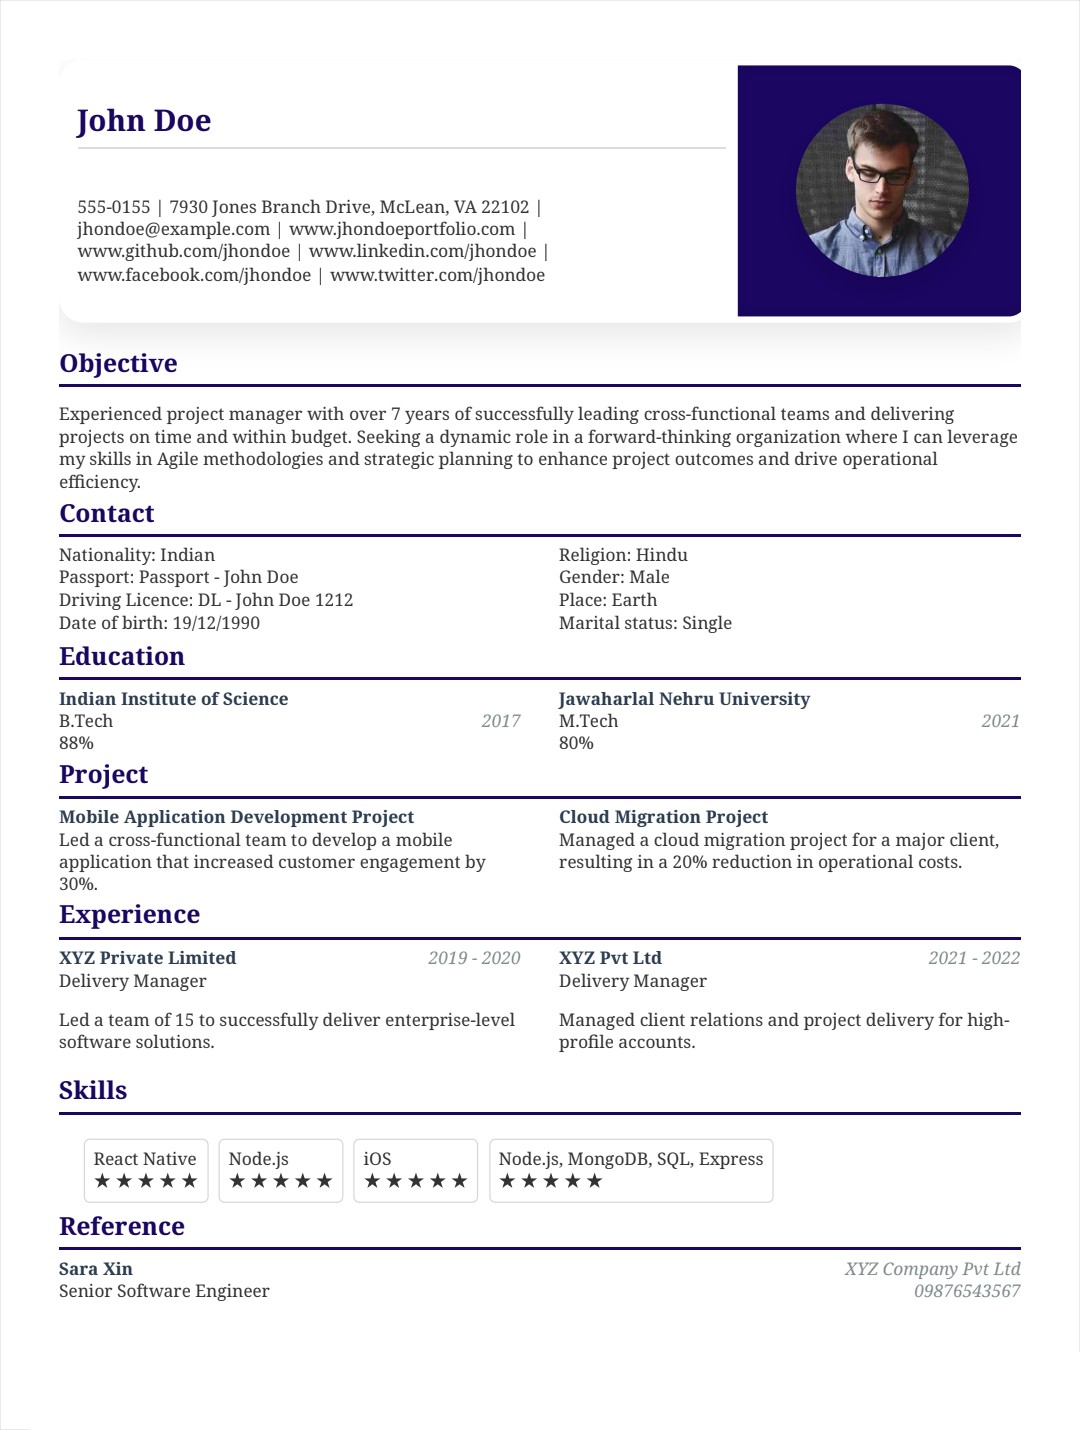 John Doe
555-0155 | 7930 Jones Branch Drive, McLean, VA 22102 |
jhondoe@example.com | www.jhondoeportfolio.com |
www.github.com/jhondoe | www.linkedin.com/jhondoe |
www.facebook.com/jhondoe | www.twitter.com/jhondoe
Objective
Experienced project manager with over 7 years of successfully leading cross-functional teams and delivering
projects on time and within budget. Seeking a dynamic role in a forward-thinking organization where I can leverage
my skills in Agile methodologies and strategic planning to enhance project outcomes and drive operational
efficiency.
Contact
Nationality: Indian
Passport: Passport - John Doe
Driving Licence: DL - John Doe 1212
Date of birth: 19/12/1990
Religion: Hindu
Gender: Male
Place: Earth
Marital status: Single
Education
Indian Institute of Science
B.Tech 2017
88%
Jawaharlal Nehru University
M.Tech 2021
80%
Project
Mobile Application Development Project
Led a cross-functional team to develop a mobile
application that increased customer engagement by
30%.
Cloud Migration Project
Managed a cloud migration project for a major client,
resulting in a 20% reduction in operational costs.
Experience
XYZ Private Limited 2019 - 2020
Delivery Manager
Led a team of 15 to successfully deliver enterprise-level
software solutions.
XYZ Pvt Ltd 2021 - 2022
Delivery Manager
Managed client relations and project delivery for high-
profile accounts.
Skills
React Native
★★★★★
Node.js
★★★★★
iOS
★★★★★
Node.js, MongoDB, SQL, Express
★★★★★
Reference
Sara Xin
Senior Software Engineer
XYZ Company Pvt Ltd
09876543567